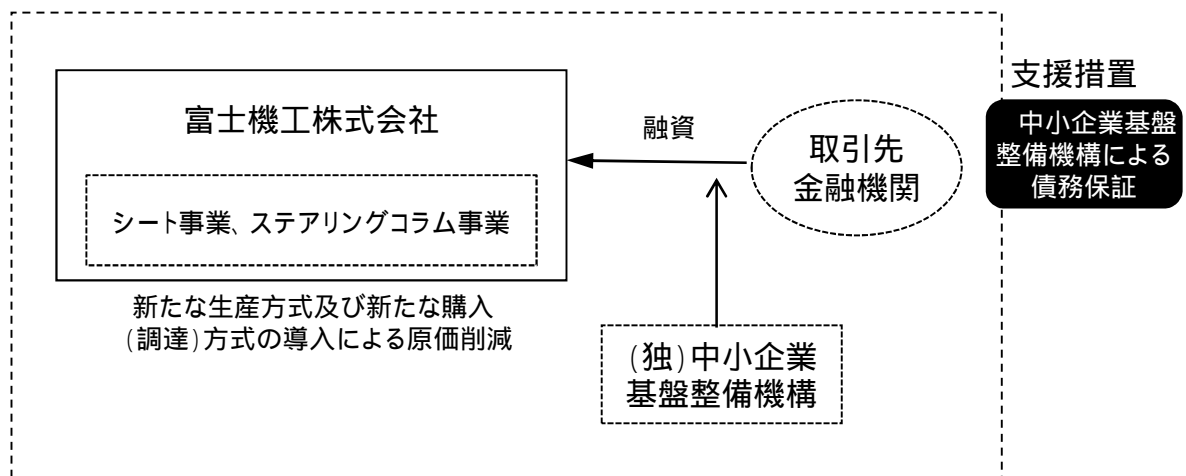 支援措置
富士機工株式会社
融資
取引先
金融機関
中小企業基盤
整備機構による
債務保証
シート事業、ステアリングコラム事業
新たな生産方式及び新たな購入
(調達)方式の導入による原価削減
(独)中小企業
基盤整備機構